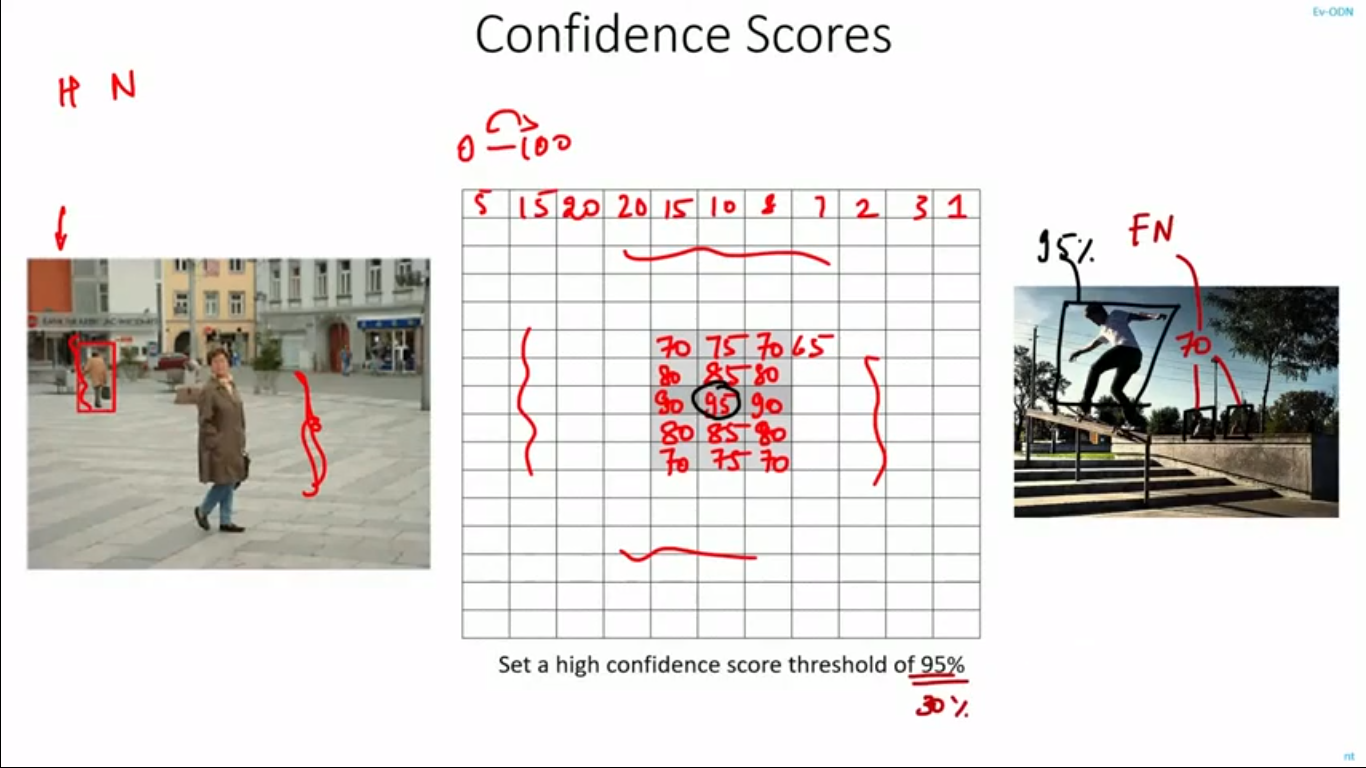 Ev-ODN
Confidence Scores
H N
0 - 100
5 15 20 20 15 10 8 7 2 3 1
95% FN
70 75 70 65
80 85 80
90 95 90
80 85 80
70 75 70
70
Set a high confidence score threshold of 95%
30%
nt